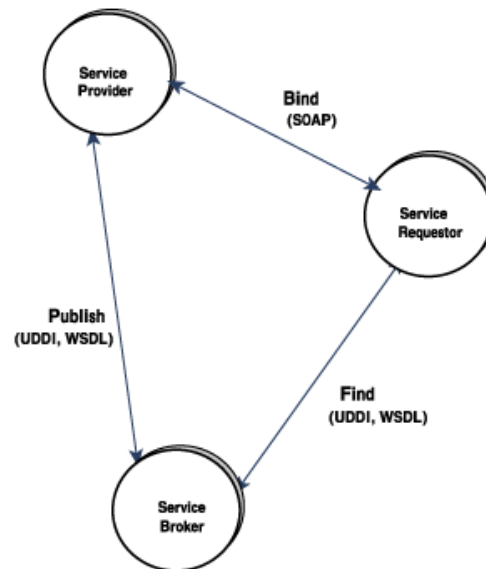 Service
Provider
Bind
(SOAP)
Service
Requestor
Publish
(UDDI, WSDL)
Find
(UDDI, WSDL)
Service
Broker